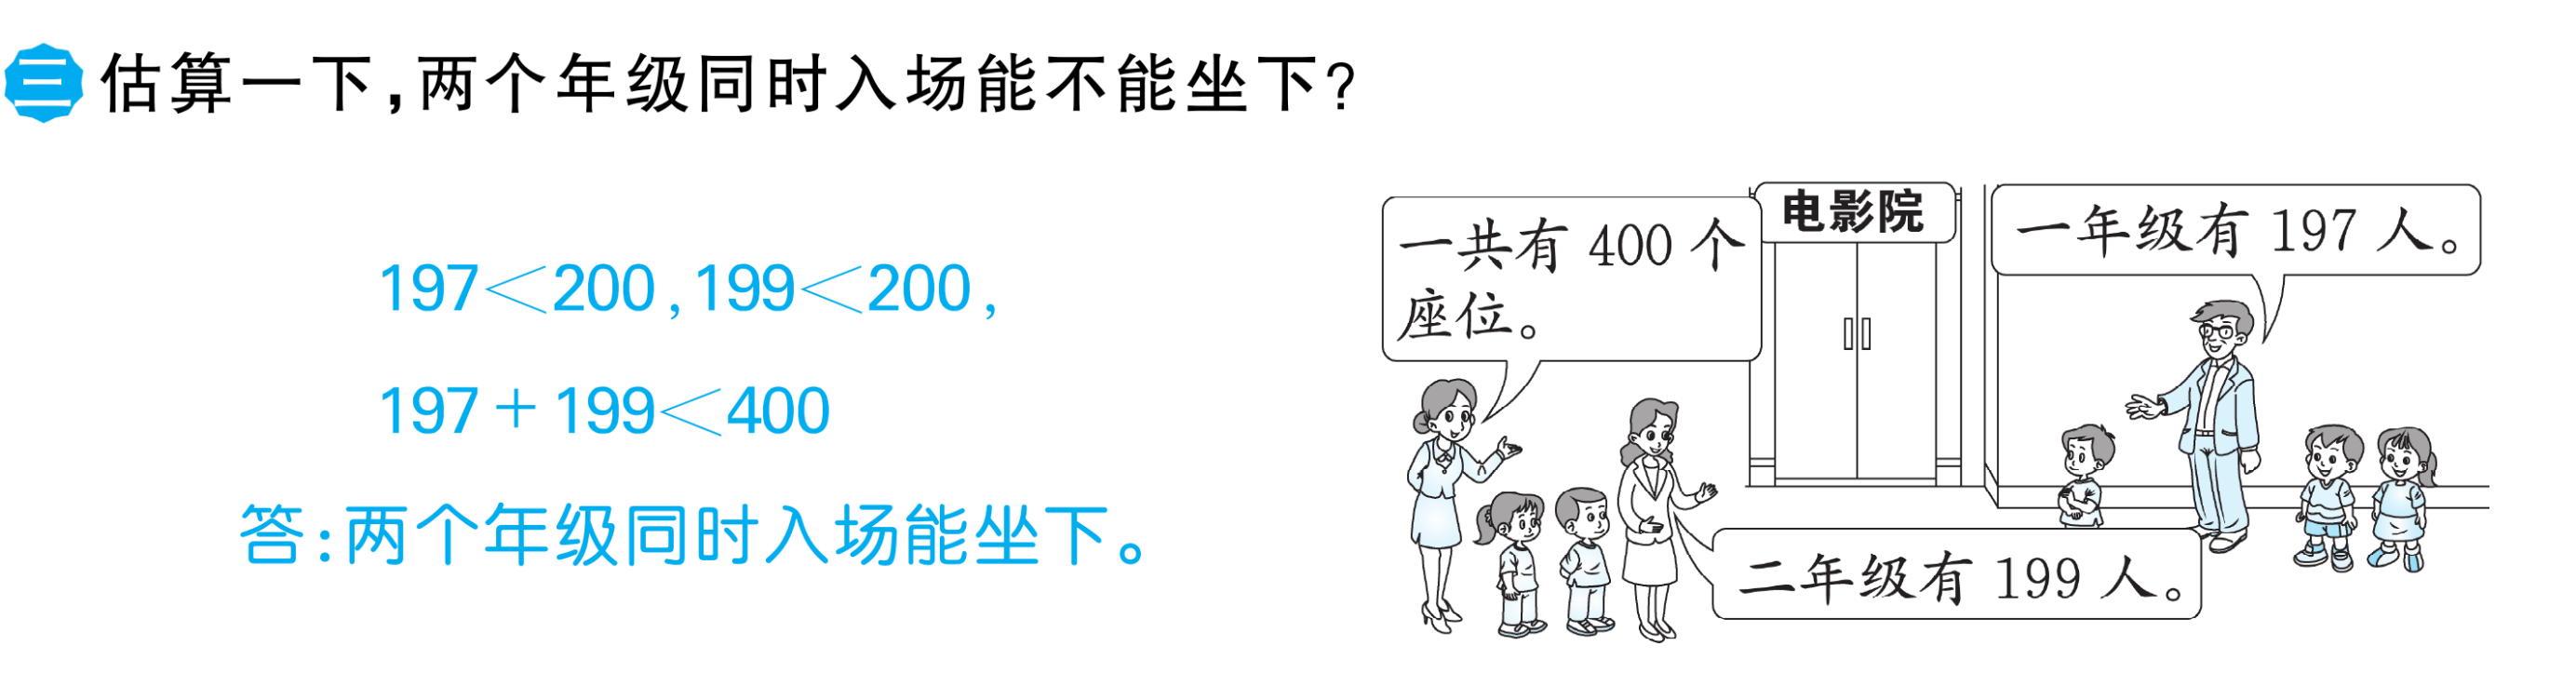 三 估算一下,两个年级同时入场能不能坐下?
197<200,199<200,
197+199<400
答:两个年级同时入场能坐下。
一共有 400 个
座位。
电影院
一年级有 197 人。
二年级有 199 人。